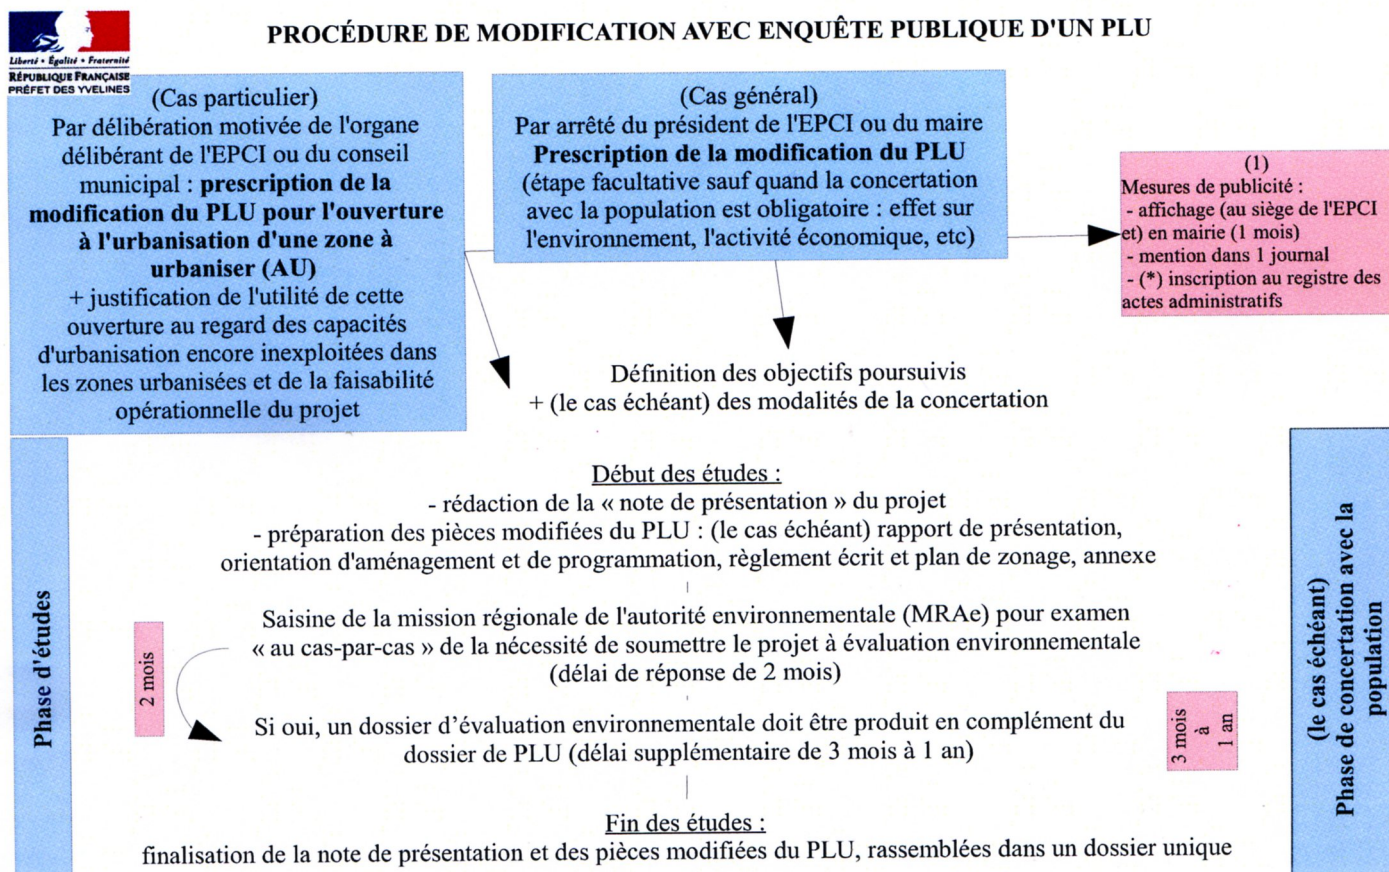 PROCÉDURE DE MODIFICATION AVEC ENQUÊTE PUBLIQUE D'UN PLU
Liberté • Égalité • Fraternité
RÉPUBLIQUE FRANÇAISE
PRÉFET DES YVELINES
(Cas particulier)
Par délibération motivée de l'organe
délibérant de l'EPCI ou du conseil
municipal : prescription de la
modification du PLU pour l'ouverture
à l'urbanisation d'une zone à
urbaniser (AU)
+ justification de l'utilité de cette
ouverture au regard des capacités
d'urbanisation encore inexploitées dans
les zones urbanisées et de la faisabilité
opérationnelle du projet
(Cas général)
Par arrêté du président de l'EPCI ou du maire
Prescription de la modification du PLU
(étape facultative sauf quand la concertation
avec la population est obligatoire : effet sur
l'environnement, l'activité économique, etc)
(1)
Mesures de publicité :
- affichage (au siège de l'EPCI
et) en mairie (1 mois)
- mention dans 1 journal
- (*) inscription au registre des
actes administratifs
Définition des objectifs poursuivis
+ (le cas échéant) des modalités de la concertation
Phase d'études
Début des études :
- rédaction de la « note de présentation » du projet
- préparation des pièces modifiées du PLU : (le cas échéant) rapport de présentation,
orientation d'aménagement et de programmation, règlement écrit et plan de zonage, annexe
2 mois
Saisine de la mission régionale de l'autorité environnementale (MRAe) pour examen
« au cas-par-cas » de la nécessité de soumettre le projet à évaluation environnementale
(délai de réponse de 2 mois)
Si oui, un dossier d'évaluation environnementale doit être produit en complément du
dossier de PLU (délai supplémentaire de 3 mois à 1 an)
3 mois
à
1 an
Fin des études :
finalisation de la note de présentation et des pièces modifiées du PLU, rassemblées dans un dossier unique
(le cas échéant)
Phase de concertation avec la
population